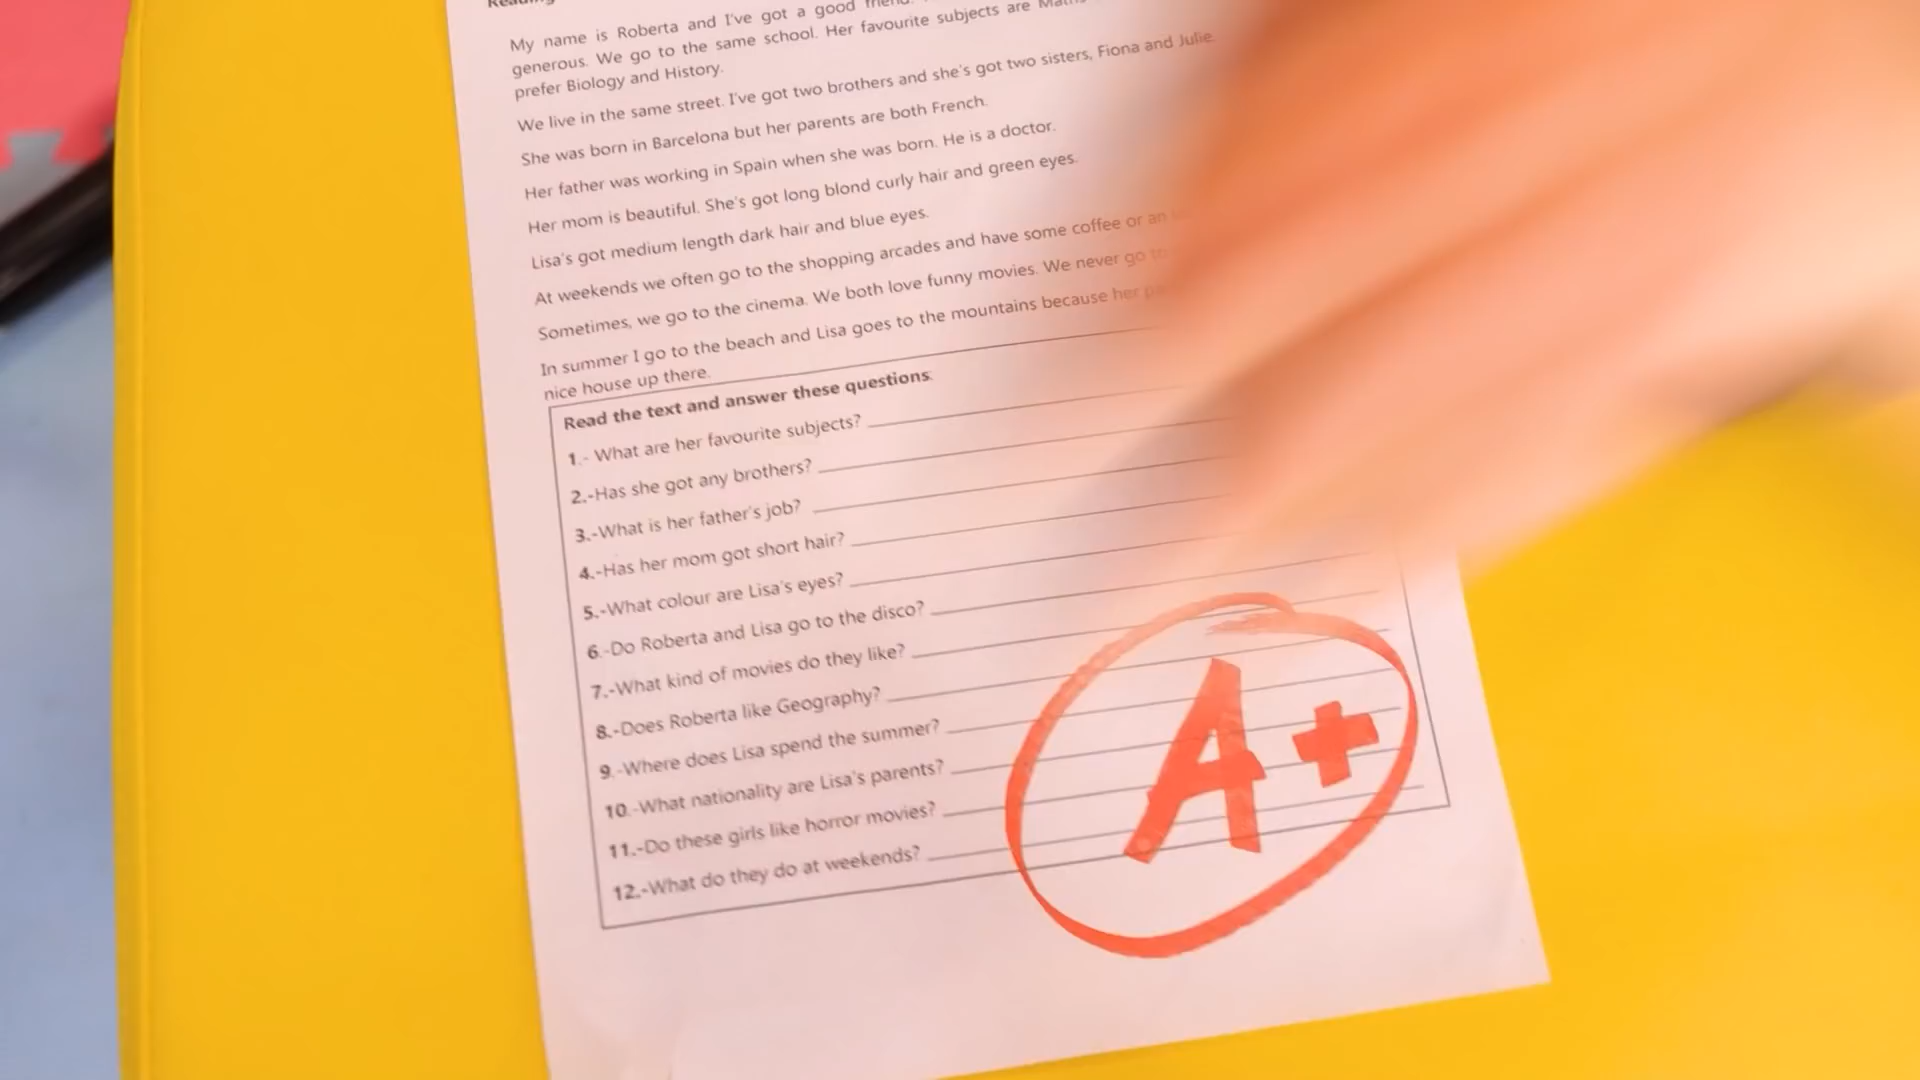 Reading
My name is Roberta and I've got a good friend.
generous. We go to the same school. Her favourite subjects are Maths
prefer Biology and History.
We live in the same street. I've got two brothers and she's got two sisters, Fiona and Julie.
She was born in Barcelona but her parents are both French.
Her father was working in Spain when she was born. He is a doctor.
Her mom is beautiful. She's got long blond curly hair and green eyes.
Lisa's got medium length dark hair and blue eyes.
At weekends we often go to the shopping arcades and have some coffee or an
Sometimes, we go to the cinema. We both love funny movies. We never go to
In summer I go to the beach and Lisa goes to the mountains because her
nice house up there.
Read the text and answer these questions:
1.- What are her favourite subjects?
2.-Has she got any brothers?
3.-What is her father's job?
4.-Has her mom got short hair?
5.-What colour are Lisa's eyes?
6.-Do Roberta and Lisa go to the disco?
7.-What kind of movies do they like?
8.-Does Roberta like Geography?
9.-Where does Lisa spend the summer?
10.-What nationality are Lisa's parents?
11.-Do these girls like horror movies?
12.-What do they do at weekends?
A+